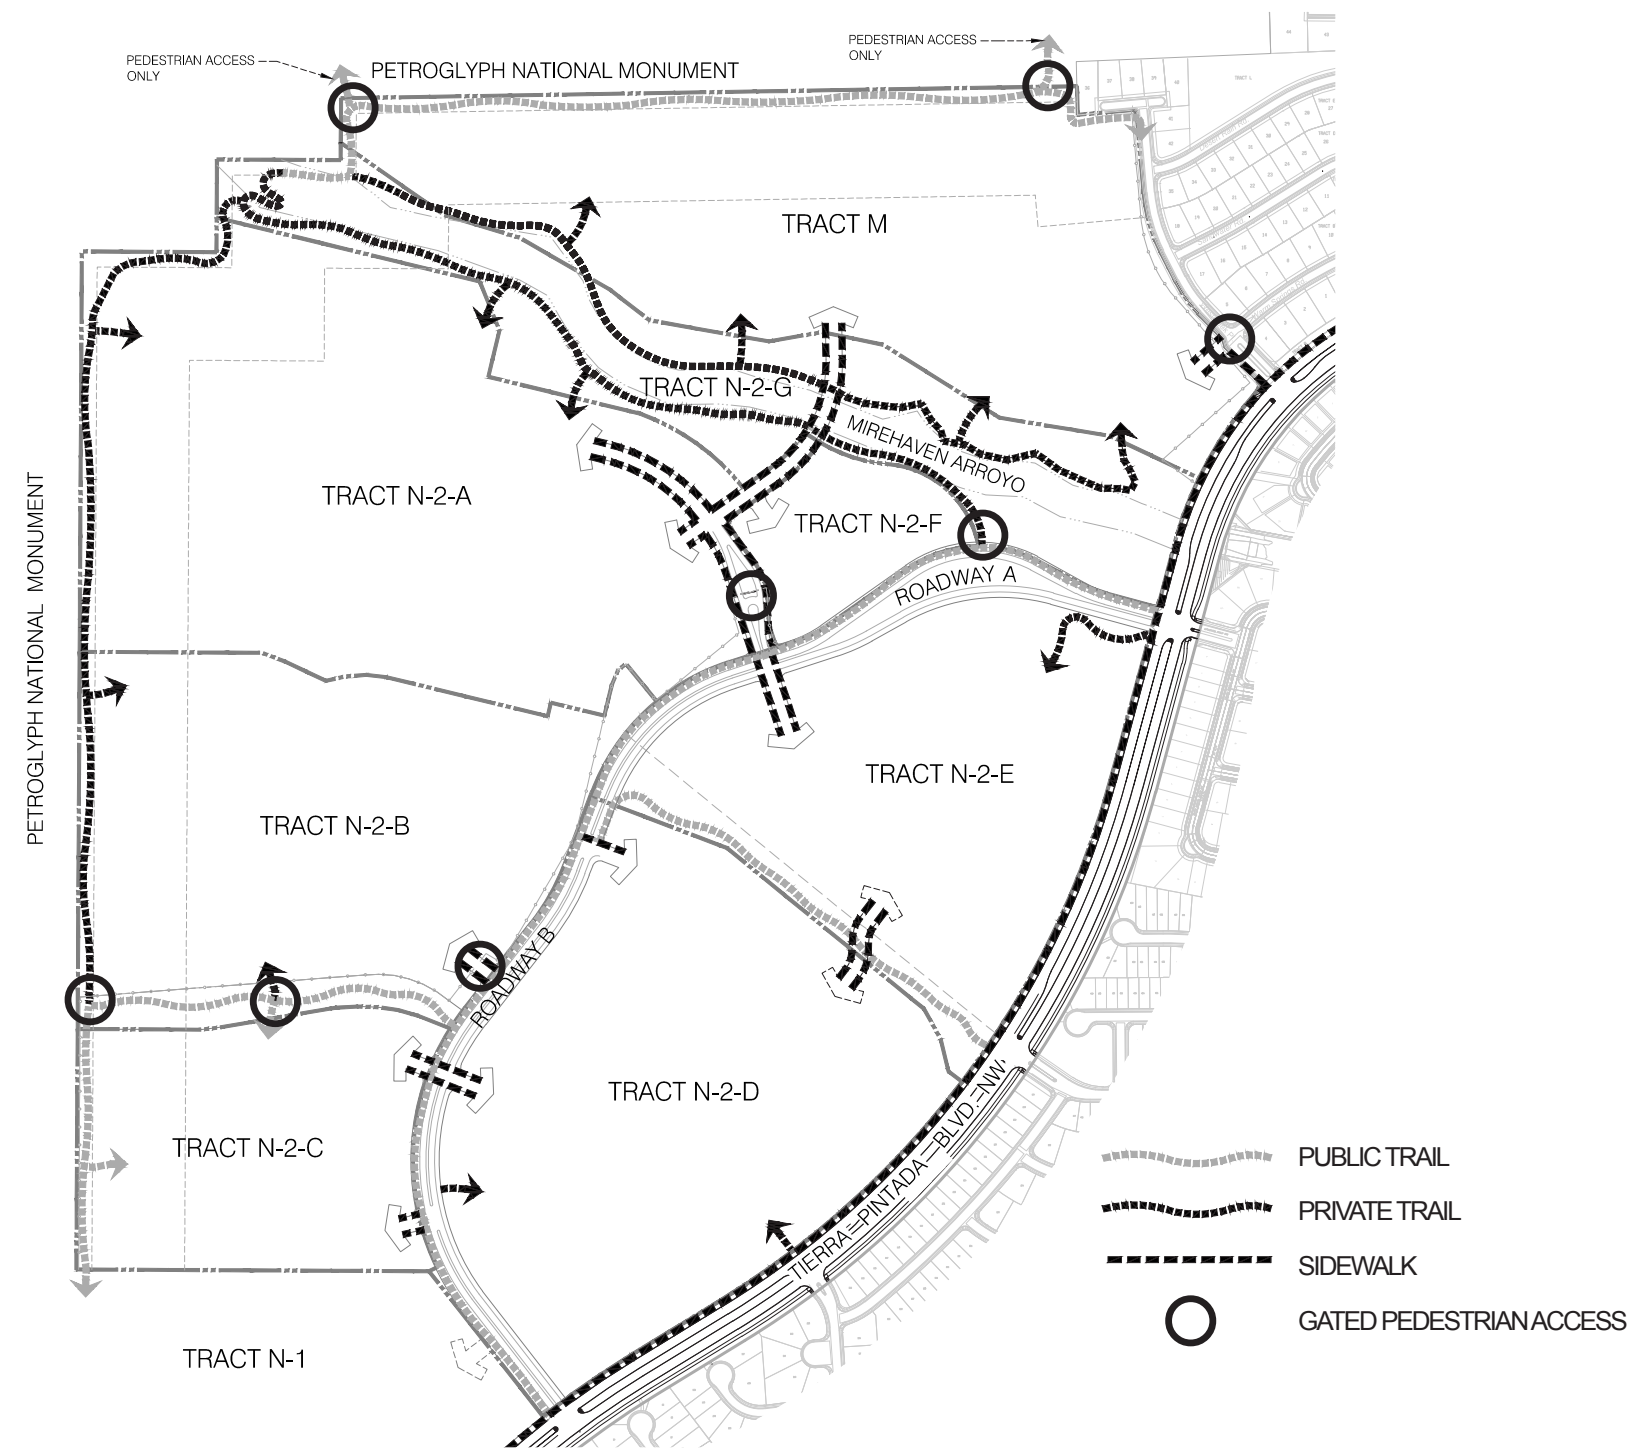 PEDESTRIAN ACCESS
ONLY
PEDESTRIAN ACCESS
ONLY
PETROGLYPH NATIONAL MONUMENT
TRACT L
TRACT M
TRACT N-2-G
MIREHAVEN ARROYO
TRACT N-2-A
TRACT N-2-F
ROADWAY A
PETROGLYPH NATIONAL MONUMENT
TRACT N-2-E
TRACT N-2-B
ROADWAY B
TRACT N-2-D
TRACT N-2-C
TIERRA PINTADA BLVD. NW
TRACT N-1
PUBLIC TRAIL
PRIVATE TRAIL
SIDEWALK
GATED PEDESTRIAN ACCESS